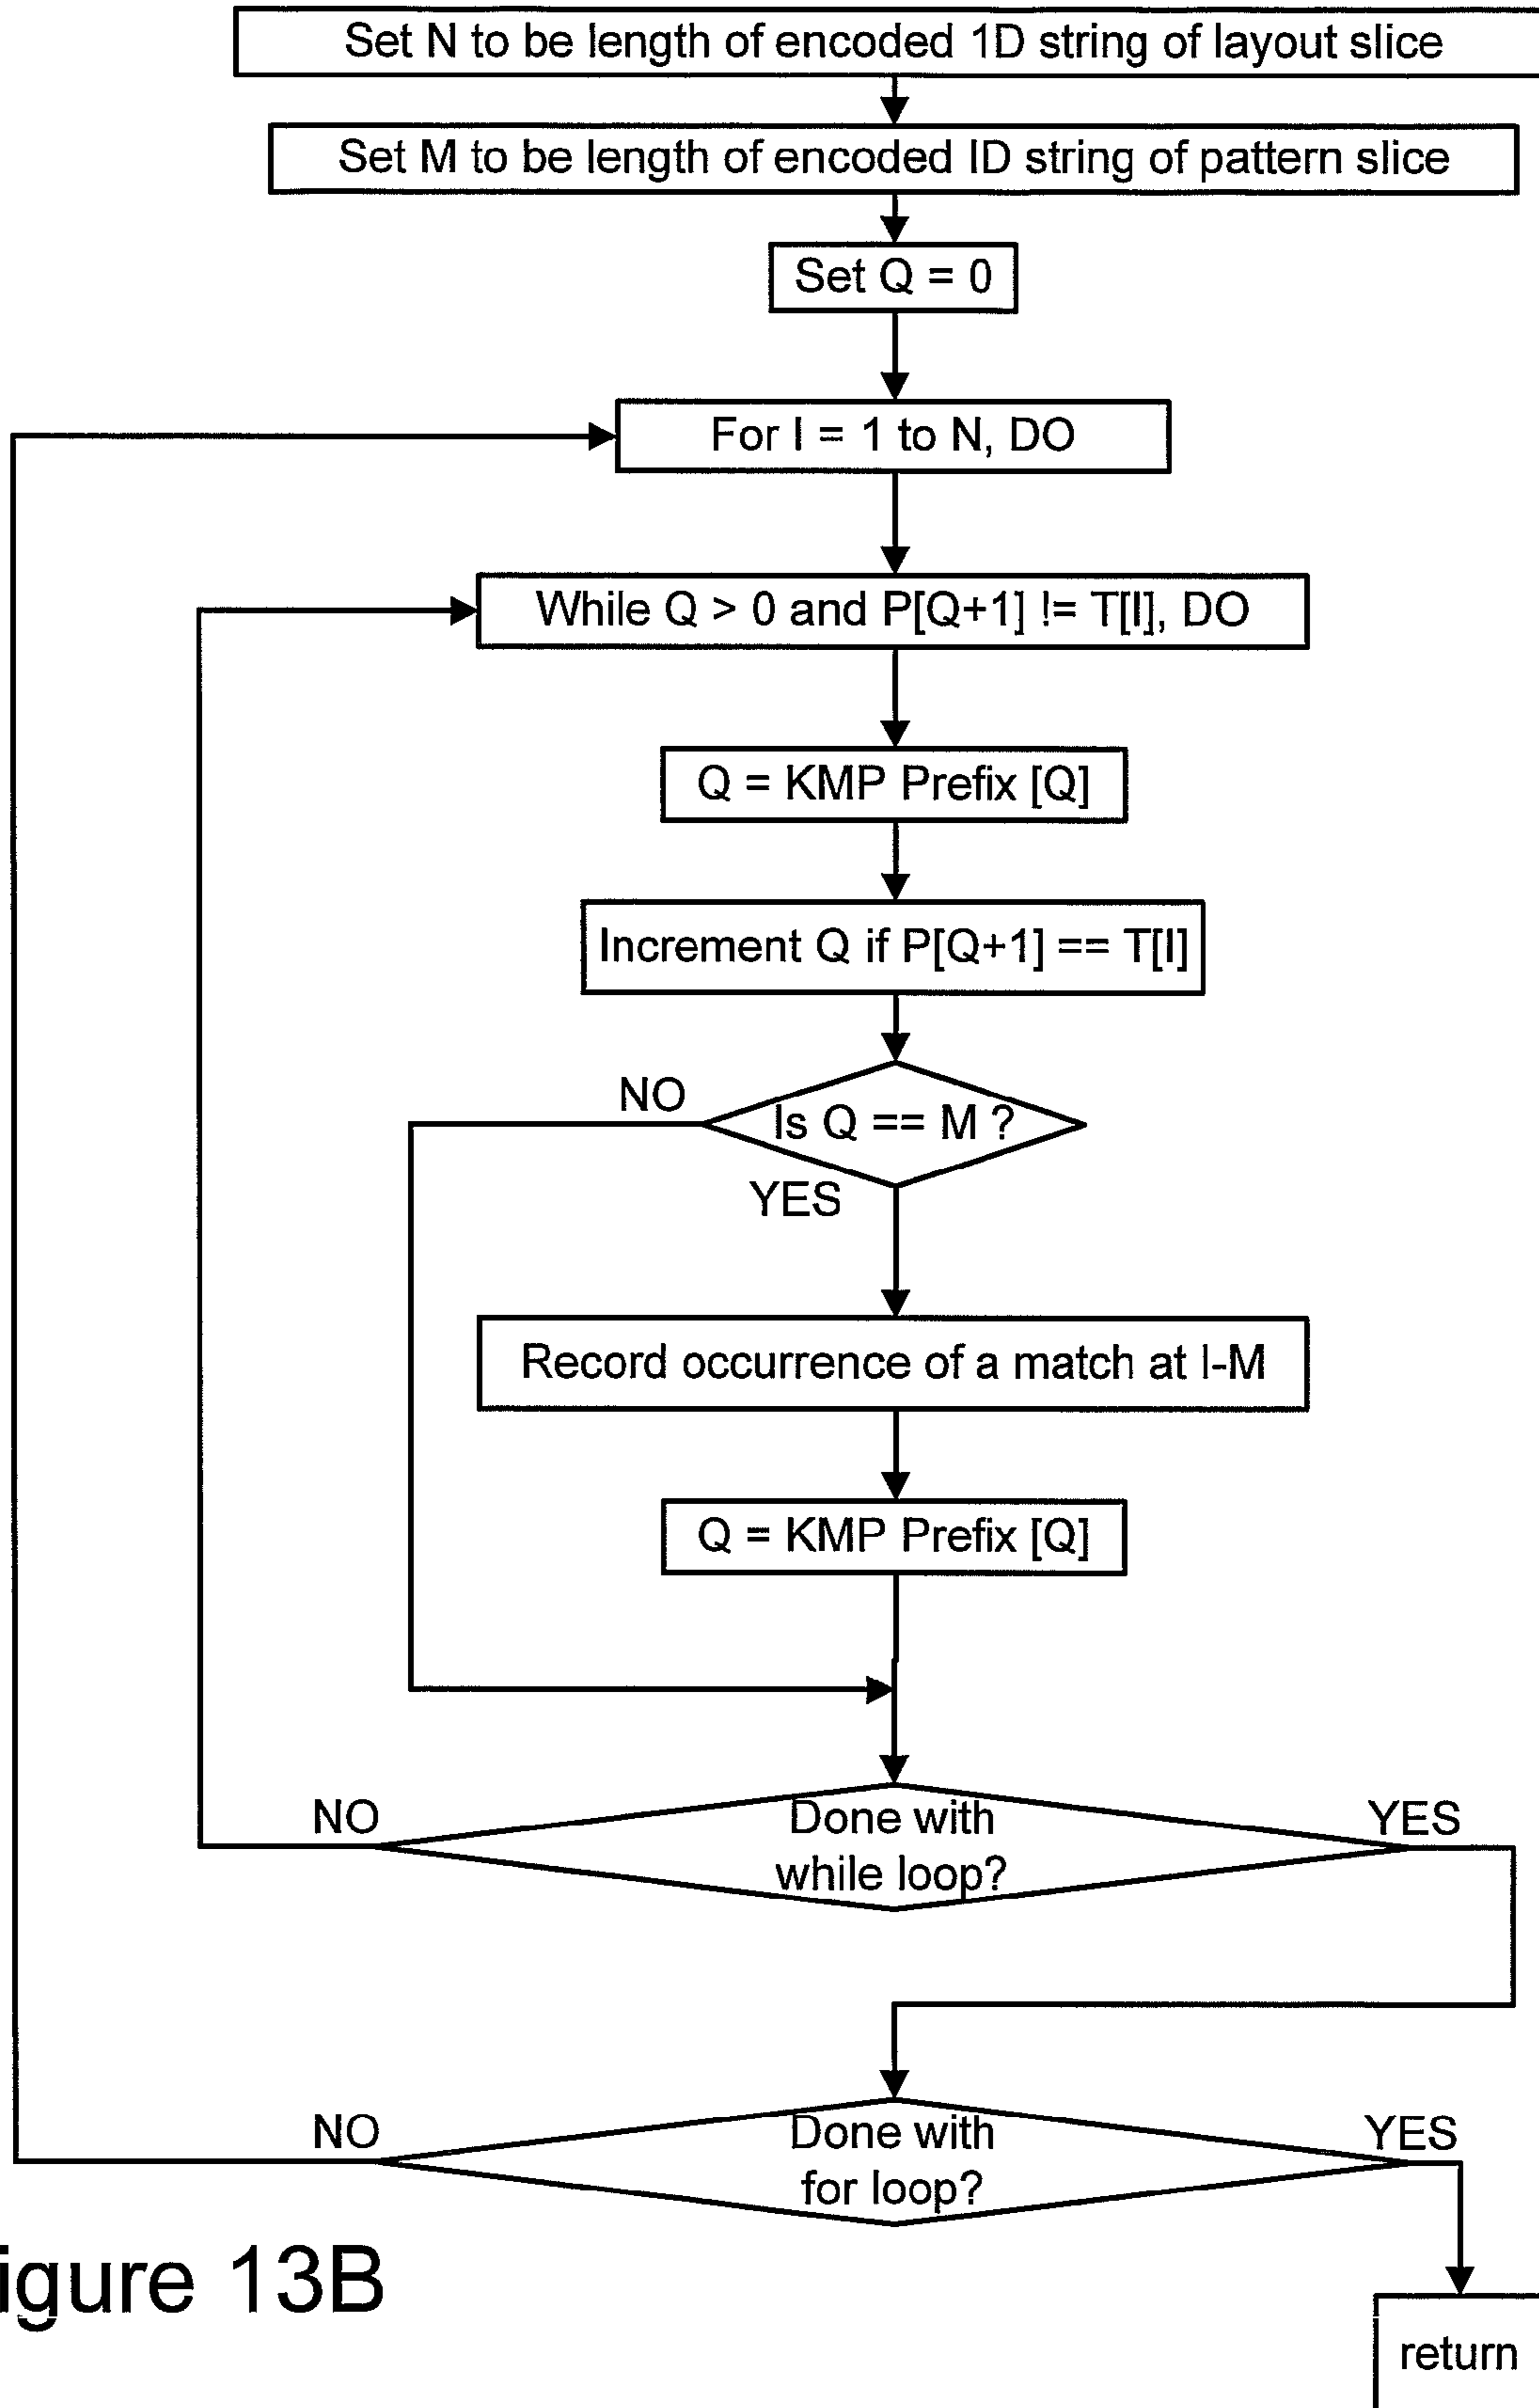 Set N to be length of encoded 1D string of layout slice
Set M to be length of encoded ID string of pattern slice
Set Q = 0
For I = 1 to N, DO
While Q > 0 and P[Q+1] != T[I], DO
Q = KMP Prefix [Q]
Increment Q if P[Q+1] == T[I]
Is Q == M ?
NO
YES
Record occurrence of a match at I-M
Q = KMP Prefix [Q]
Done with
while loop?
NO
YES
Done with
for loop?
NO
YES
igure 13B
return